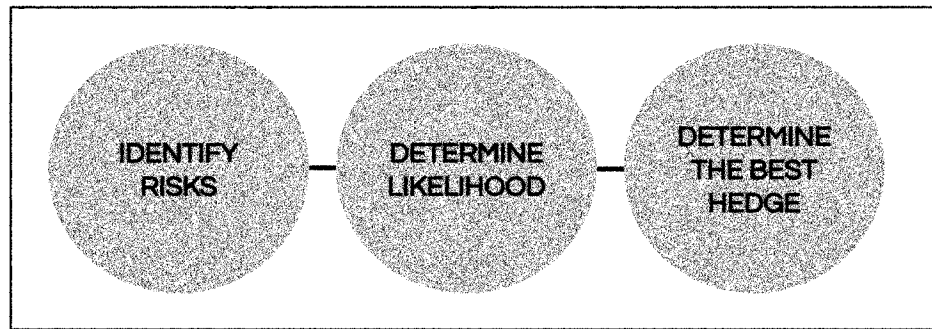 IDENTIFY
RISKS
DETERMINE
LIKELIHOOD
DETERMINE
THE BEST
HEDGE